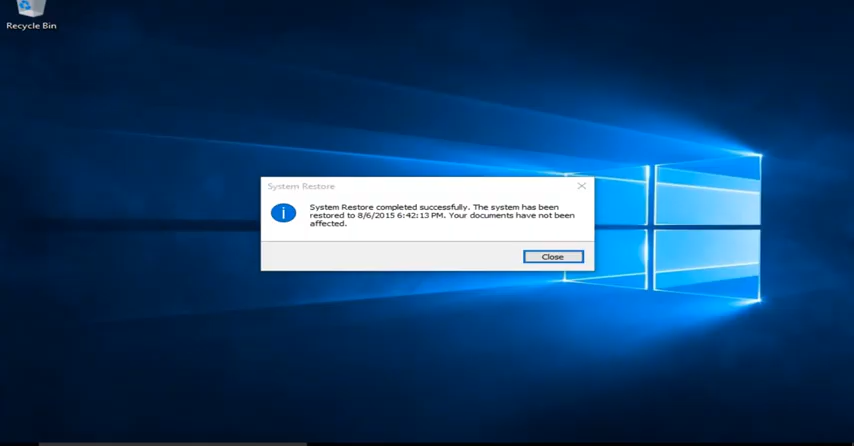 Recycle Bin
System Restore
System Restore completed successfully. The system has been
restored to 8/6/2015 6:42:13 PM. Your documents have not been
affected.
Close